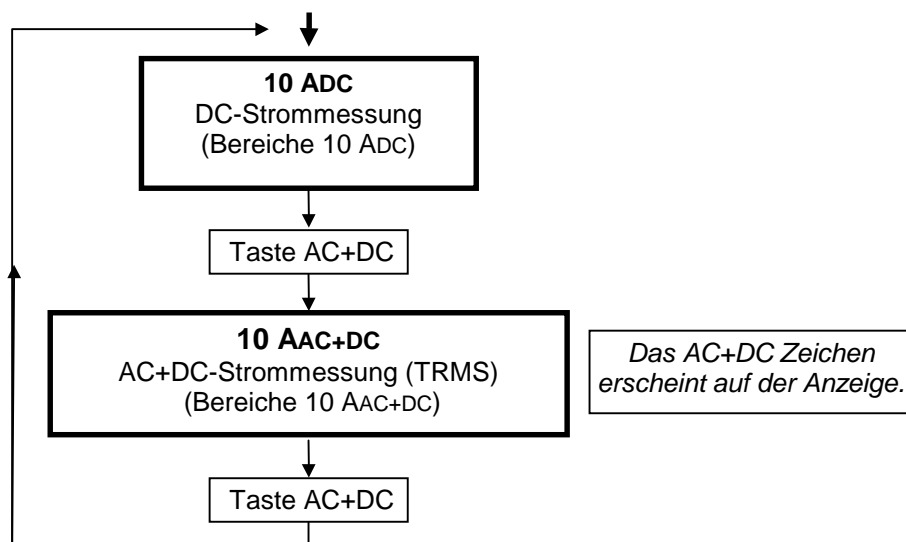 10 ADC
DC-Strommessung
(Bereiche 10 ADC)
Taste AC+DC
10 AAC+DC
AC+DC-Strommessung (TRMS)
(Bereiche 10 AAC+DC)
Das AC+DC Zeichen
erscheint auf der Anzeige.
Taste AC+DC